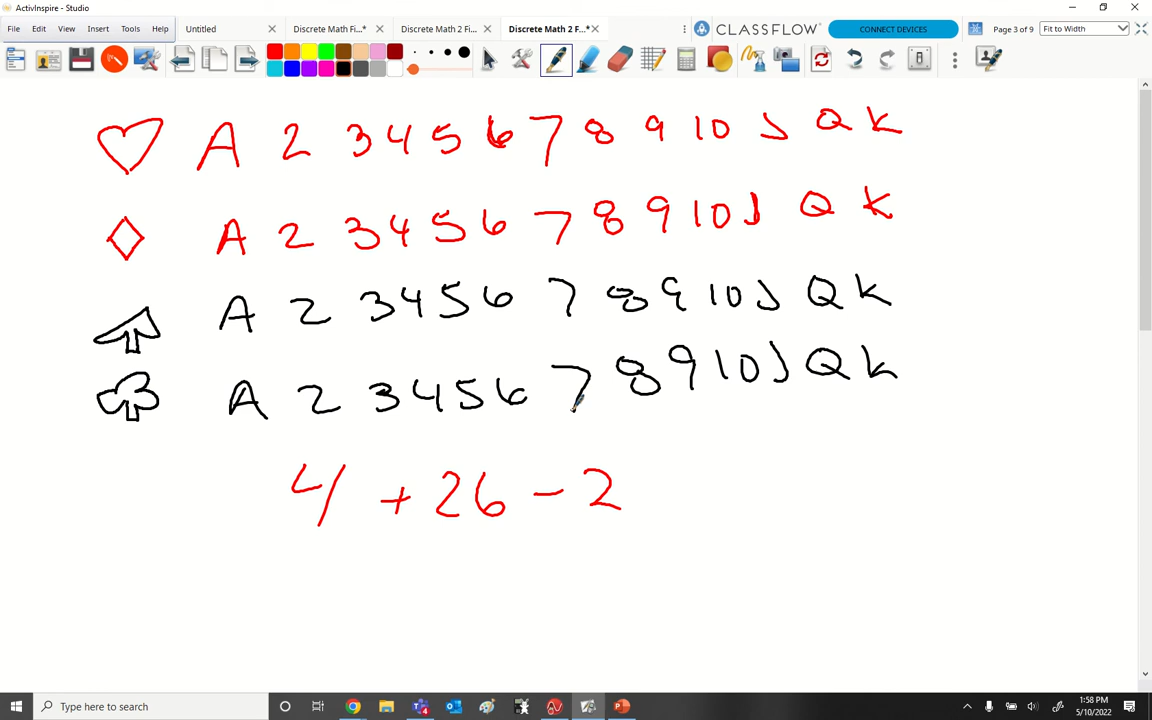 ActivInspire - Studio
File Edit View Insert Tools Help Untitled Discrete Math Fi...* Discrete Math 2 Fi... Discrete Math 2 F...* CLASSFLOW CONNECT DEVICES Page 3 of 9 Fit to Width
A 2 3 4 5 6 7 8 9 10 J Q K
A 2 3 4 5 6 7 8 9 10 J Q K
A 2 3 4 5 6 7 8 9 10 J Q K
A 2 3 4 5 6 7 8 9 10 J Q K
4 + 26 - 2
Type here to search
1:58 PM
5/10/2022